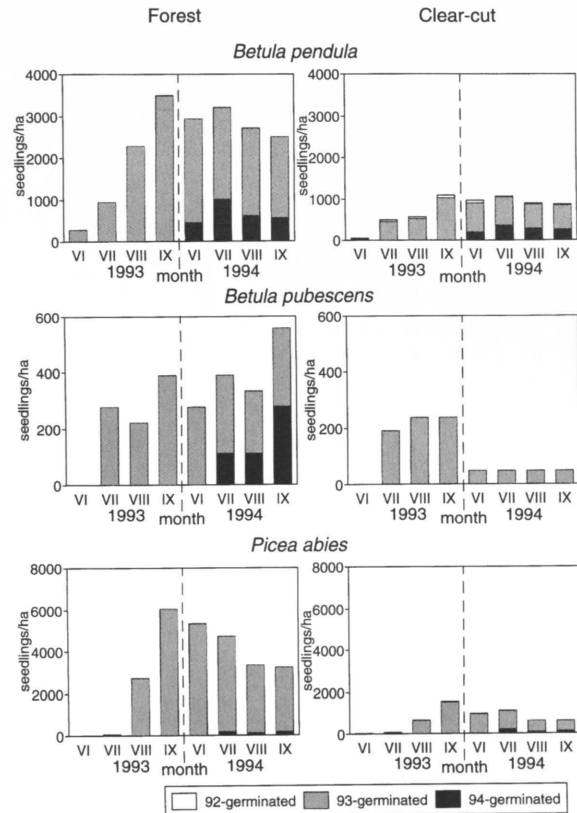 Forest Clear-cut
Betula pendula
seedlings/ha 4000 3000 2000 1000 0
VI VII VIII IX VI VII VIII IX
1993 month 1994
seedlings/ha 4000 3000 2000 1000 0
VI VII VIII IX VI VII VIII IX
1993 month 1994
Betula pubescens
seedlings/ha 600 400 200 0
VI VII VIII IX VI VII VIII IX
1993 month 1994
seedlings/ha 600 400 200 0
VI VII VIII IX VI VII VIII IX
1993 month 1994
Picea abies
seedlings/ha 8000 6000 4000 2000 0
VI VII VIII IX VI VII VIII IX
1993 month 1994
seedlings/ha 8000 6000 4000 2000 0
VI VII VIII IX VI VII VIII IX
1993 month 1994
92-germinated 93-germinated 94-germinated